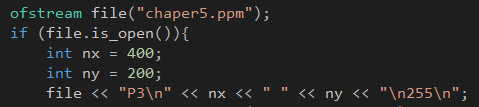 ofstream file("chaper5.ppm");
if (file.is_open()){
    int nx = 400;
    int ny = 200;
    file << "P3\n" << nx << " " << ny << "\n255\n";